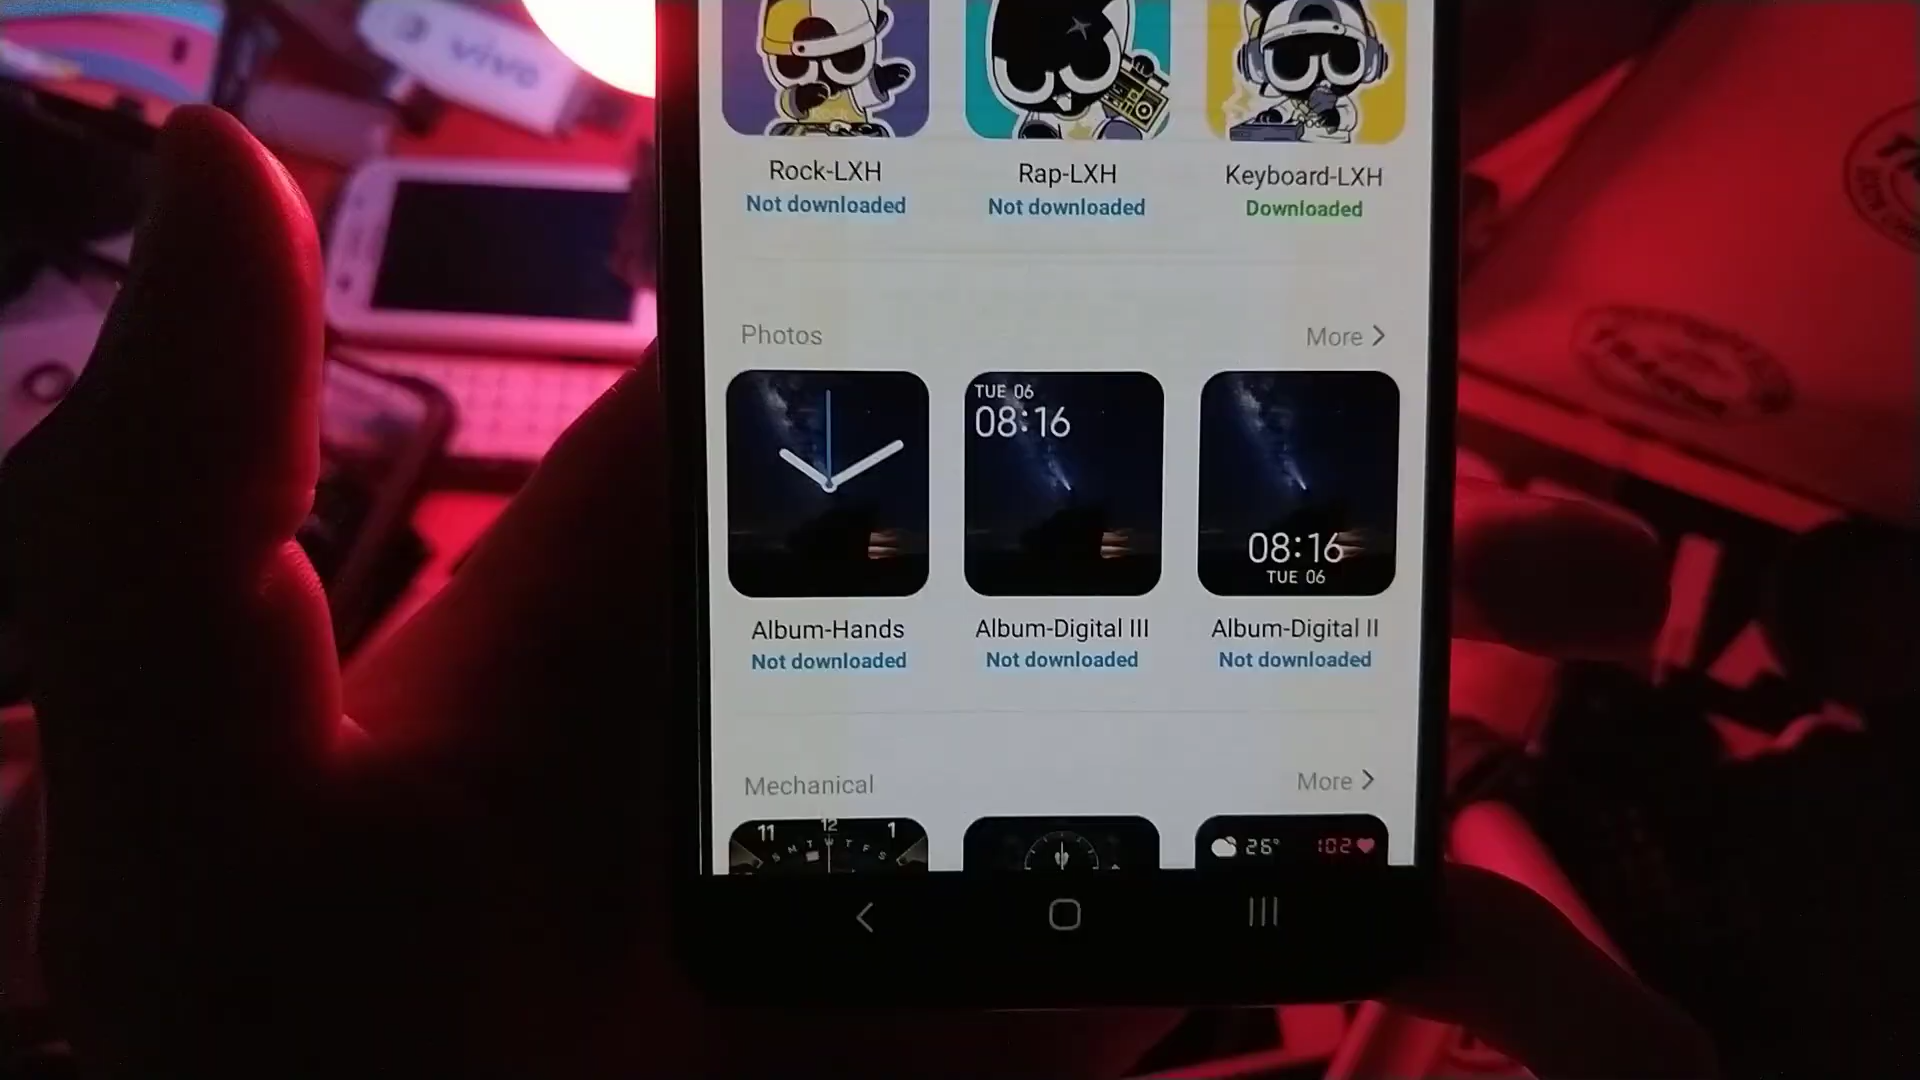 vivo
Rock-LXH
Not downloaded
Rap-LXH
Not downloaded
Keyboard-LXH
Downloaded
Photos
More
TUE 06
08:16
08:16
TUE 06
Album-Hands
Not downloaded
Album-Digital III
Not downloaded
Album-Digital II
Not downloaded
Mechanical
More
11
12
1
S M T W T F S
26°
102